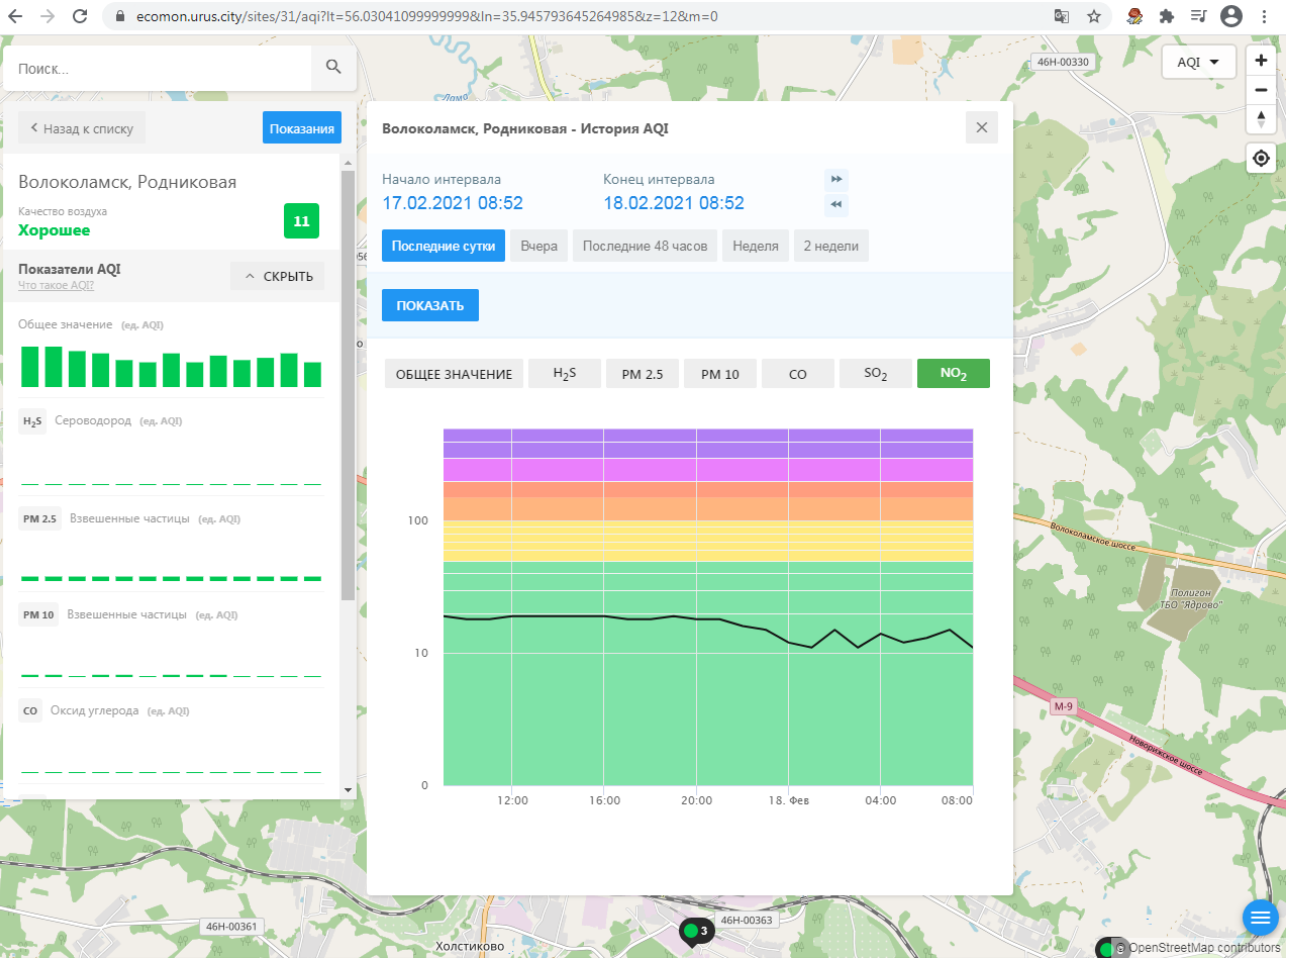 ecomon.urus.city/sites/31/aqi?lt=56.03041099999999&ln=35.945793645264985&z=12&m=0
Поиск...
46Н-00330
AQI
Лама
Назад к списку
Показания
Волоколамск, Родниковая - История AQI
Волоколамск, Родниковая
Качество воздуха
Хорошее
11
Начало интервала
Конец интервала
17.02.2021 08:52
18.02.2021 08:52
Последние сутки
Вчера
Последние 48 часов
Неделя
2 недели
Показатели AQI
Что такое AQI?
СКРЫТЬ
ПОКАЗАТЬ
Общее значение (ед. AQI)
ОБЩЕЕ ЗНАЧЕНИЕ
H2S
PM 2.5
PM 10
CO
SO2
NO2
H2S Сероводород (ед. AQI)
PM 2.5 Взвешенные частицы (ед. AQI)
PM 10 Взвешенные частицы (ед. AQI)
CO Оксид углерода (ед. AQI)
100
10
0
12:00
16:00
20:00
18. Фев
04:00
08:00
Волоколамское шоссе
Полигон
ТБО "Ядрово"
М-9
Новорижское шоссе
46Н-00361
46Н-00363
3
Холстиково
© OpenStreetMap contributors